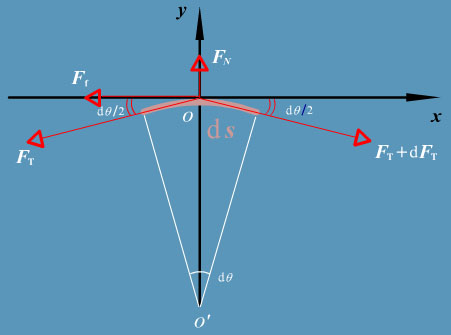 y
F_N
F_f
dθ/2
O
dθ/2
x
ds
F_T
F_T + dF_T
dθ
O′